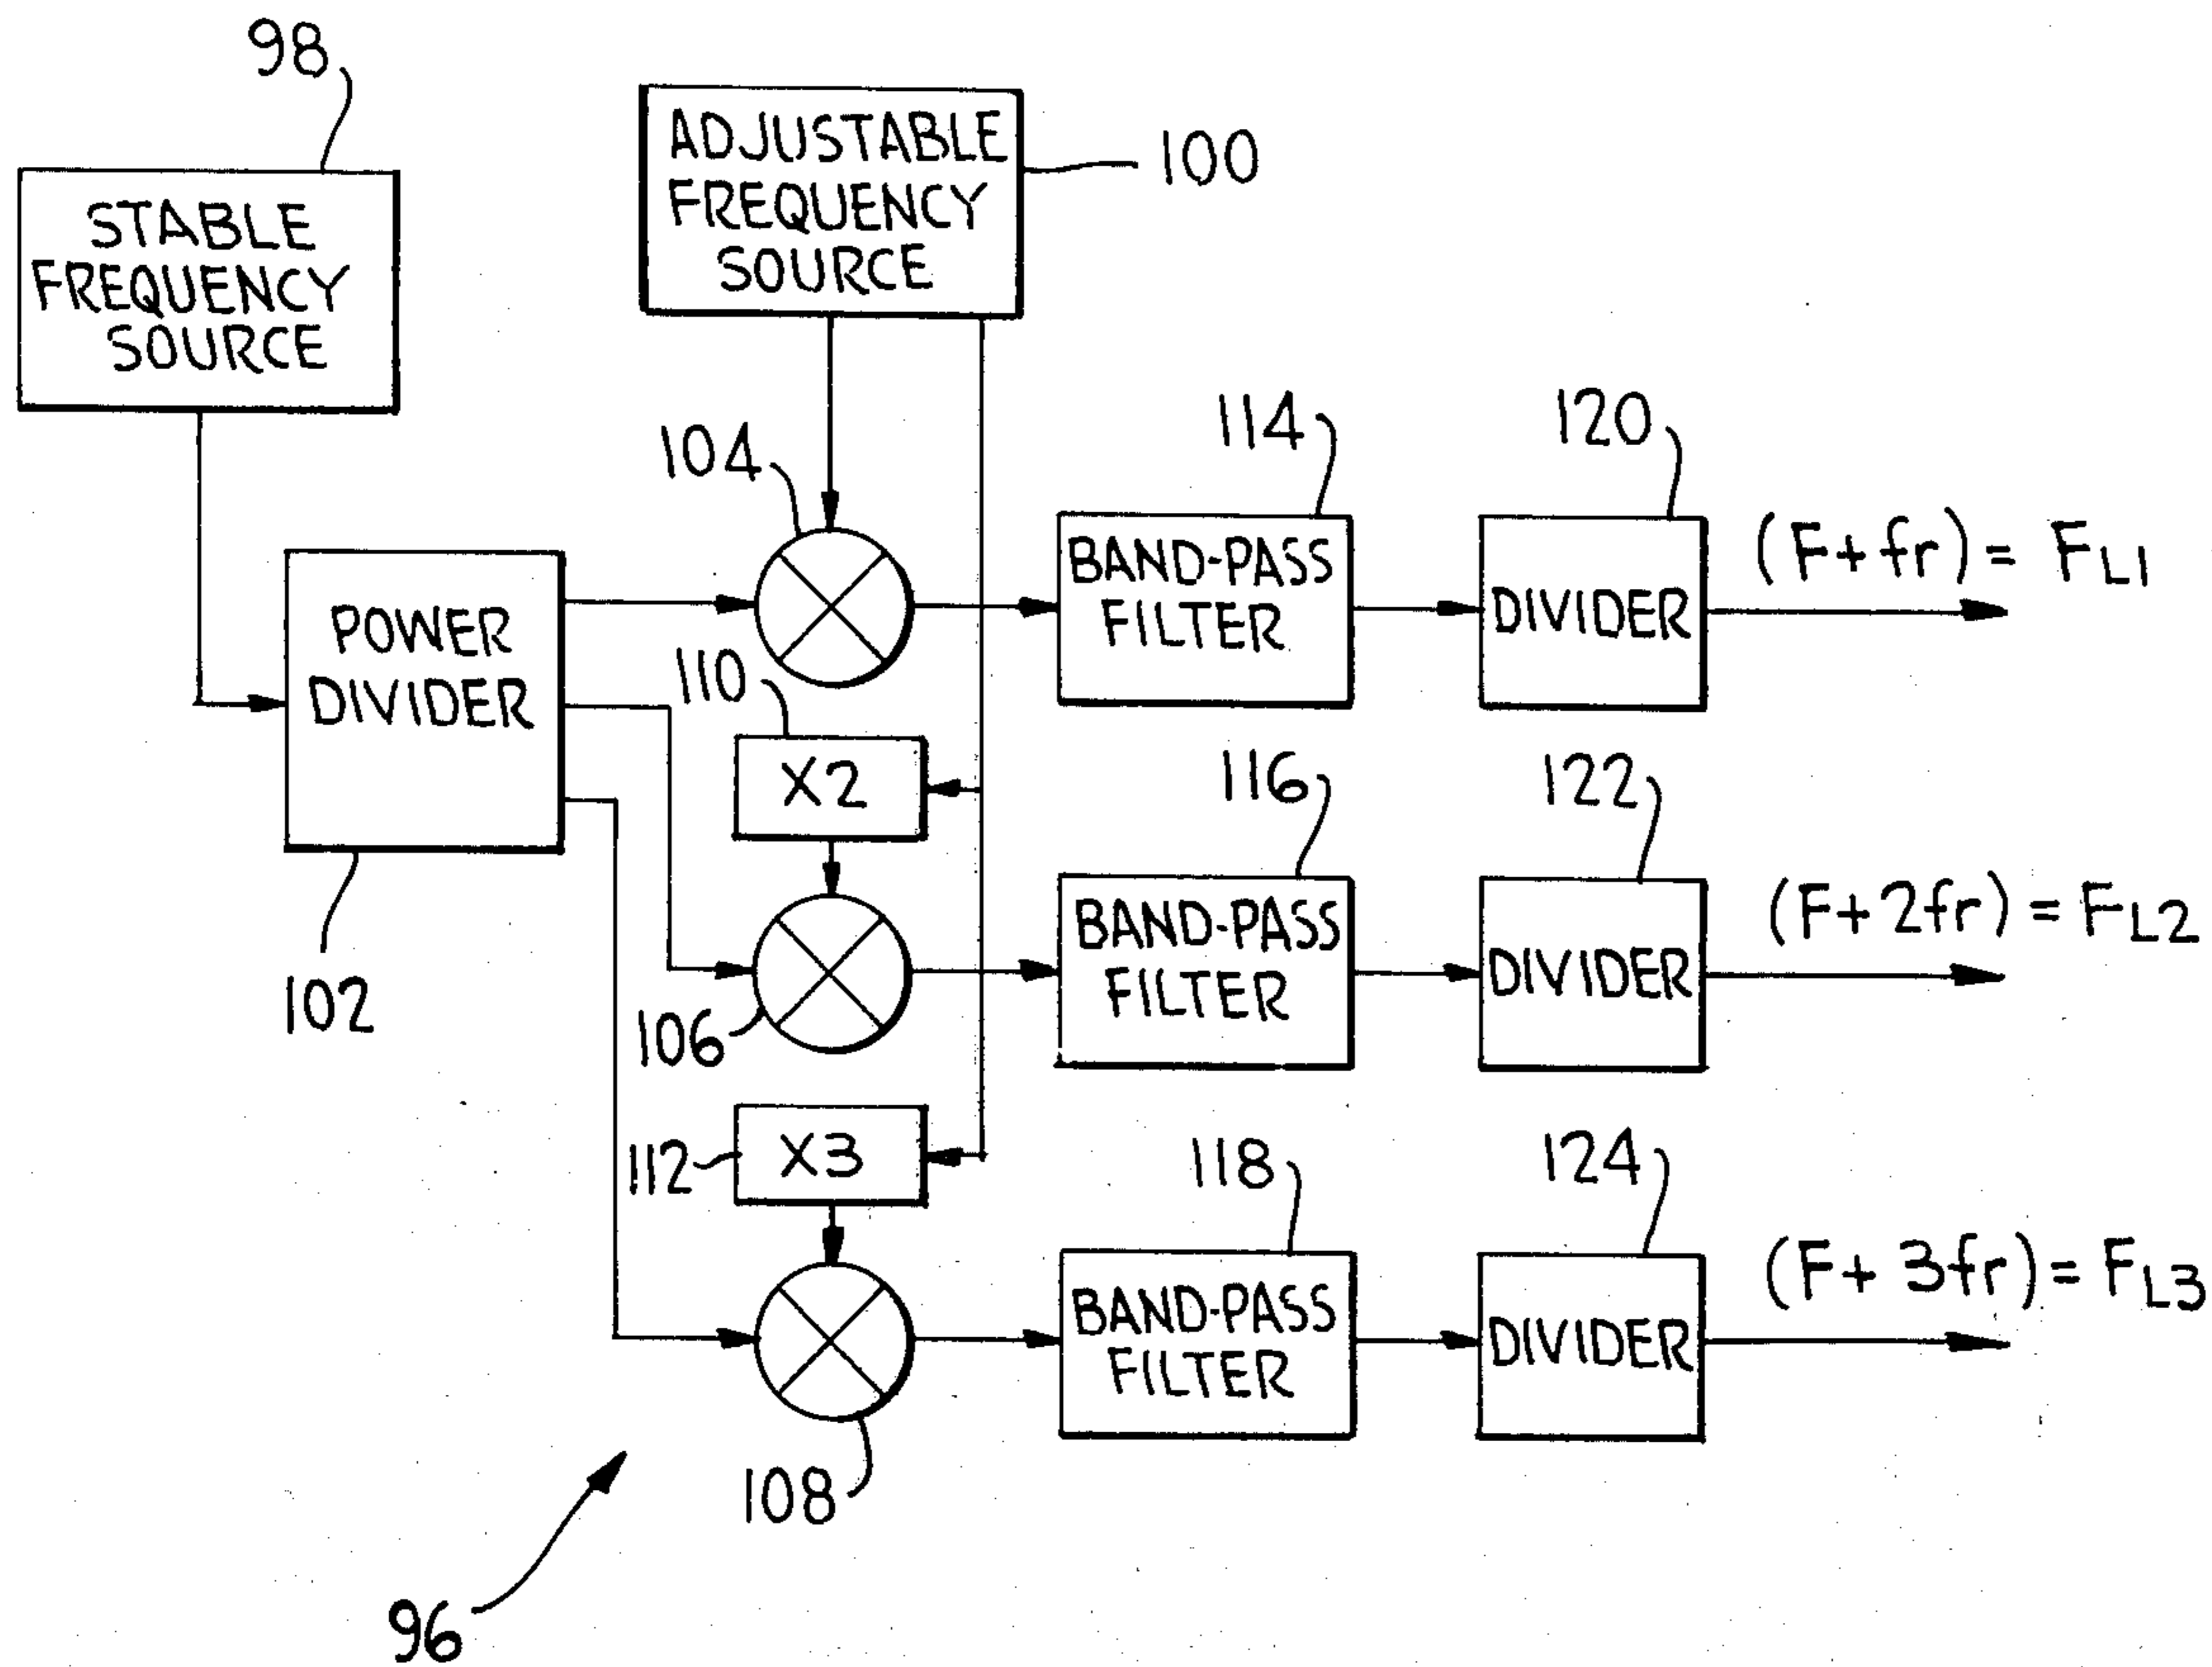 98
STABLE
FREQUENCY
SOURCE
ADJUSTABLE
FREQUENCY
SOURCE
100
POWER
DIVIDER
102
104
110
X2
106
112
X3
108
114
BAND-PASS
FILTER
120
DIVIDER
(F+fr) = FL1
116
BAND-PASS
FILTER
122
DIVIDER
(F+2fr) = FL2
118
BAND-PASS
FILTER
124
DIVIDER
(F+ 3fr) = FL3
96